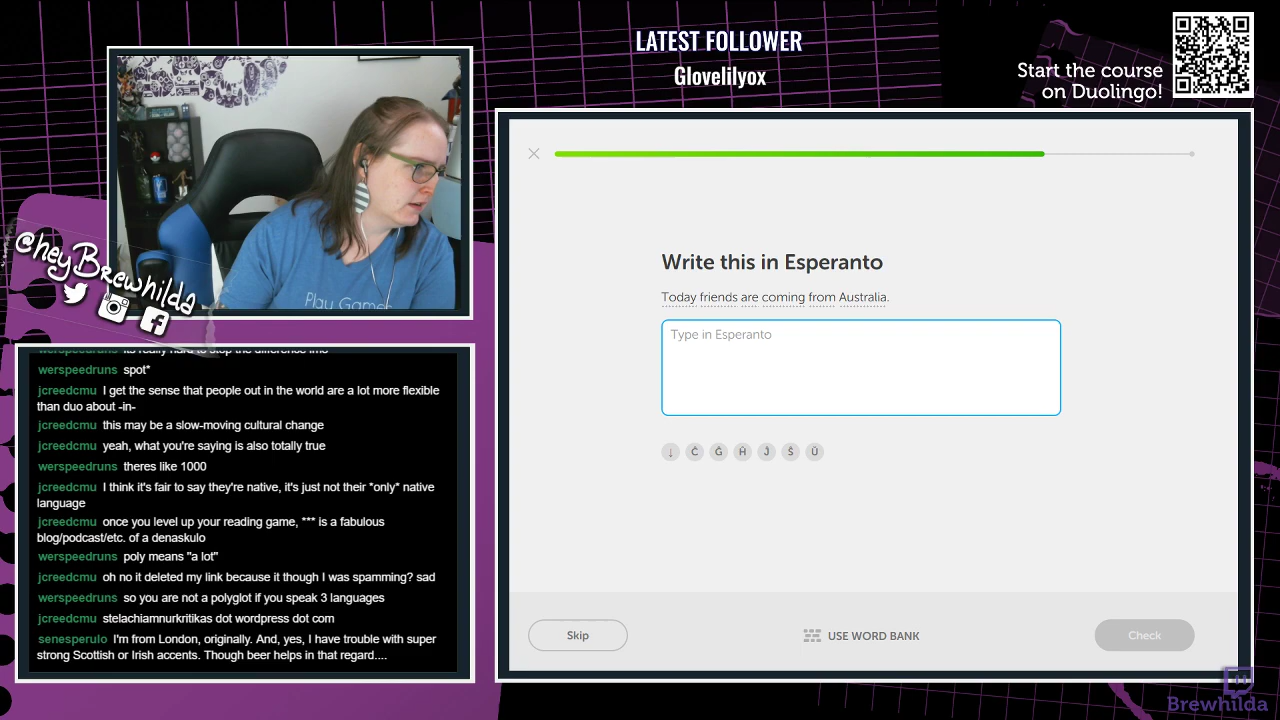 LATEST FOLLOWER
Glovelilyox
Start the course
on Duolingo!
Play Games
@heyBrewhilda
werspeedruns spot*
jcreedcmu I get the sense that people out in the world are a lot more flexible
than duo about -in-
jcreedcmu this may be a slow-moving cultural change
jcreedcmu yeah, what you're saying is also totally true
werspeedruns theres like 1000
jcreedcmu I think it's fair to say they're native, it's just not their *only* native
language
jcreedcmu once you level up your reading game, *** is a fabulous
blog/podcast/etc. of a denaskulo
werspeedruns poly means "a lot"
jcreedcmu oh no it deleted my link because it though I was spamming? sad
werspeedruns so you are not a polyglot if you speak 3 languages
jcreedcmu stelachiamnurkritikas dot wordpress dot com
senesperulo I'm from London, originally. And, yes, I have trouble with super
strong Scottish or Irish accents. Though beer helps in that regard....
Write this in Esperanto
Today friends are coming from Australia.
Type in Esperanto
↓ Ĉ Ĝ Ĥ Ĵ Ŝ Ŭ
Skip
USE WORD BANK
Check
Brewhilda